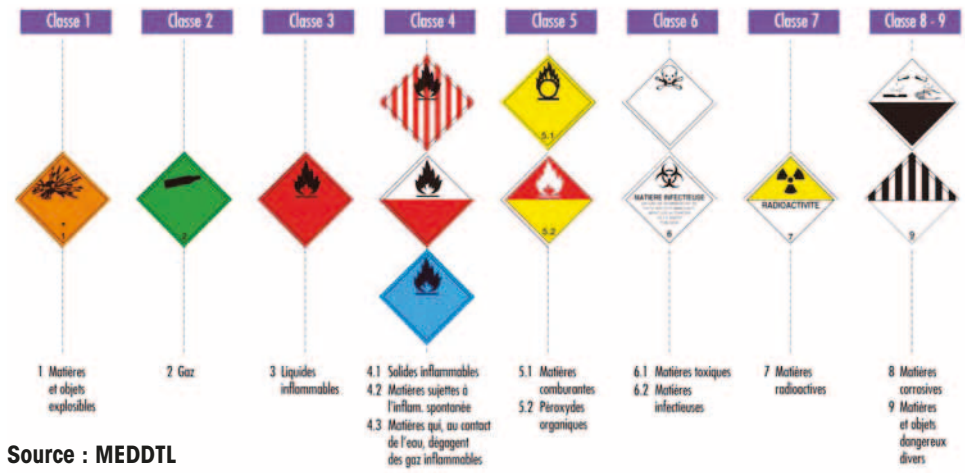 Classe 1
Classe 2
Classe 3
Classe 4
Classe 5
Classe 6
Classe 7
Classe 8 - 9
1
2
5.1
5.2
MATIERE INFECTIEUSE
6
RADIOACTIVITE
7
9
1 Matières
et objets
explosibles
2 Gaz
3 Liquides
inflammables
4.1 Solides inflammables
4.2 Matières sujettes à
l'inflam. spontanée
4.3 Matières qui, au contact
de l'eau, dégagent
des gaz inflammables
5.1 Matières
comburantes
5.2 Péroxydes
organiques
6.1 Matières toxiques
6.2 Matières
infectieuses
7 Matières
radioactives
8 Matières
corrosives
9 Matières
et objets
dangereux
divers
Source : MEDDTL